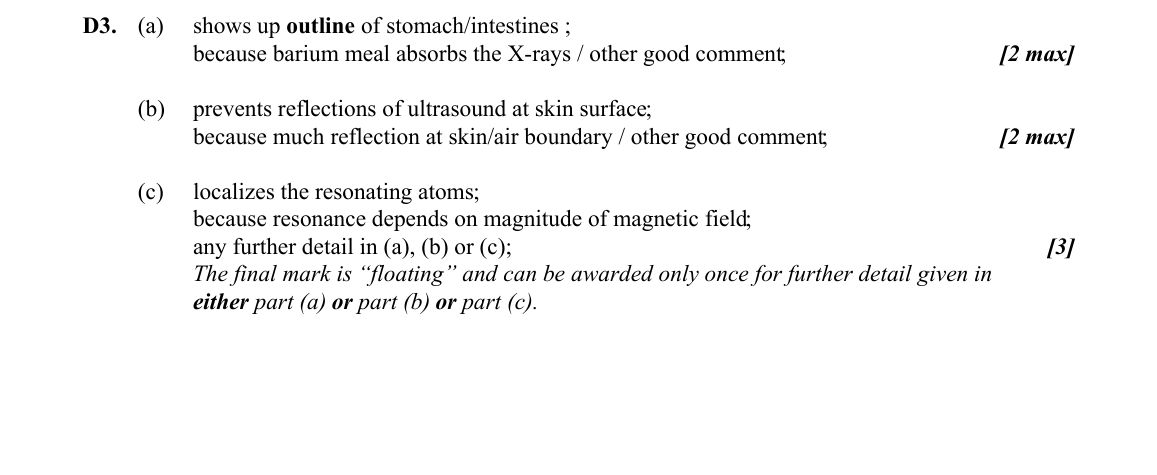 D3. (a) shows up outline of stomach/intestines ;
because barium meal absorbs the X-rays / other good comment; [2 max]
(b) prevents reflections of ultrasound at skin surface;
because much reflection at skin/air boundary / other good comment; [2 max]
(c) localizes the resonating atoms;
because resonance depends on magnitude of magnetic field;
any further detail in (a), (b) or (c); [3]
The final mark is “floating” and can be awarded only once for further detail given in
either part (a) or part (b) or part (c).